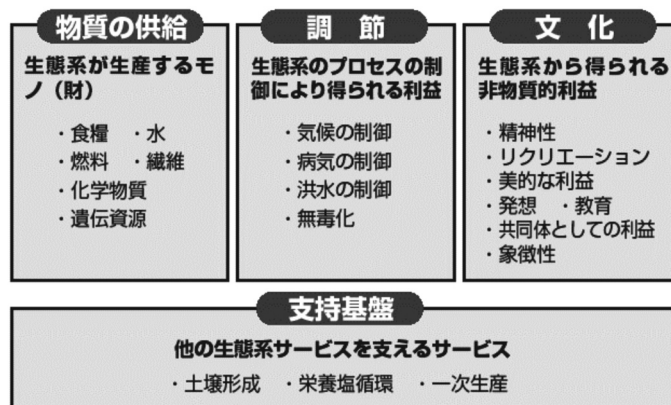 物質の供給
生態系が生産するモ
ノ（財）
・食糧　・水
・燃料　・繊維
・化学物質
・遺伝資源
調　節
生態系のプロセスの制
御により得られる利益
・気候の制御
・病気の制御
・洪水の制御
・無毒化
文　化
生態系から得られる
非物質的利益
・精神性
・リクリエーション
・美的な利益
・発想　・教育
・共同体としての利益
・象徴性
支持基盤
他の生態系サービスを支えるサービス
・土壌形成　・栄養塩循環　・一次生産